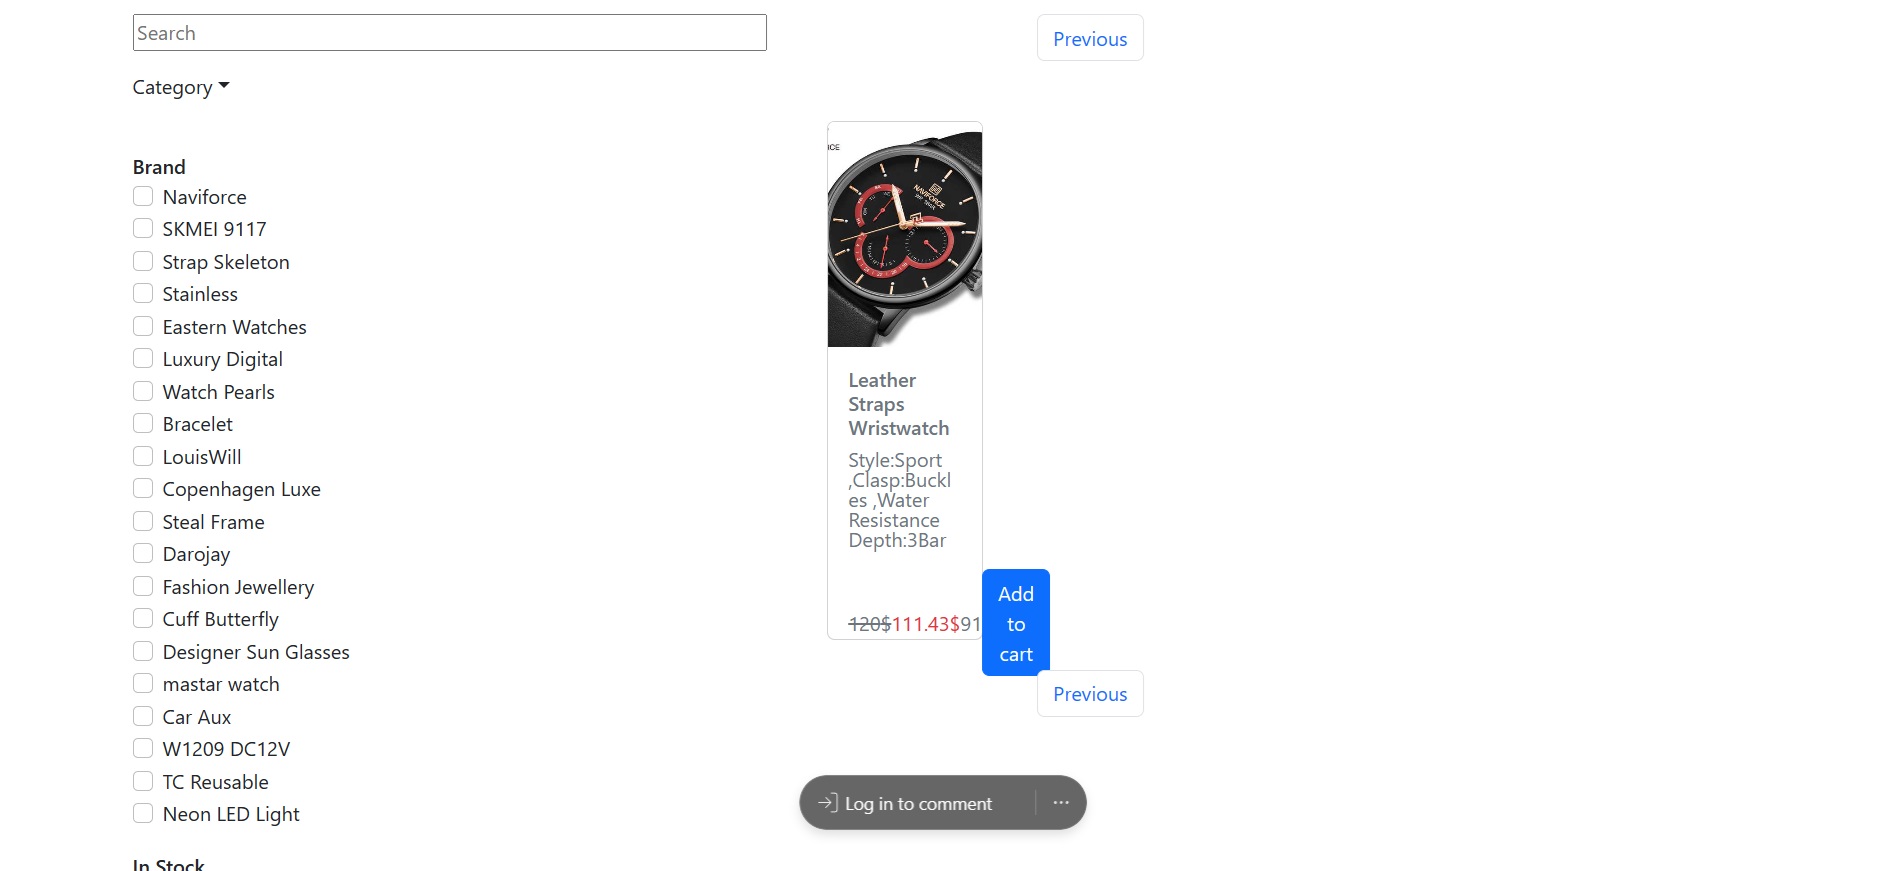 Search
Previous
Category
Brand
Naviforce
SKMEI 9117
Strap Skeleton
Stainless
Eastern Watches
Luxury Digital
Watch Pearls
Bracelet
LouisWill
Copenhagen Luxe
Steal Frame
Darojay
Fashion Jewellery
Cuff Butterfly
Designer Sun Glasses
mastar watch
Car Aux
W1209 DC12V
TC Reusable
Neon LED Light
In Stock
ICE
NAVIFORCE
Leather
Straps
Wristwatch
Style:Sport
,Clasp:Buckl
es ,Water
Resistance
Depth:3Bar
120$111.43$91
Add
to
cart
Previous
Log in to comment